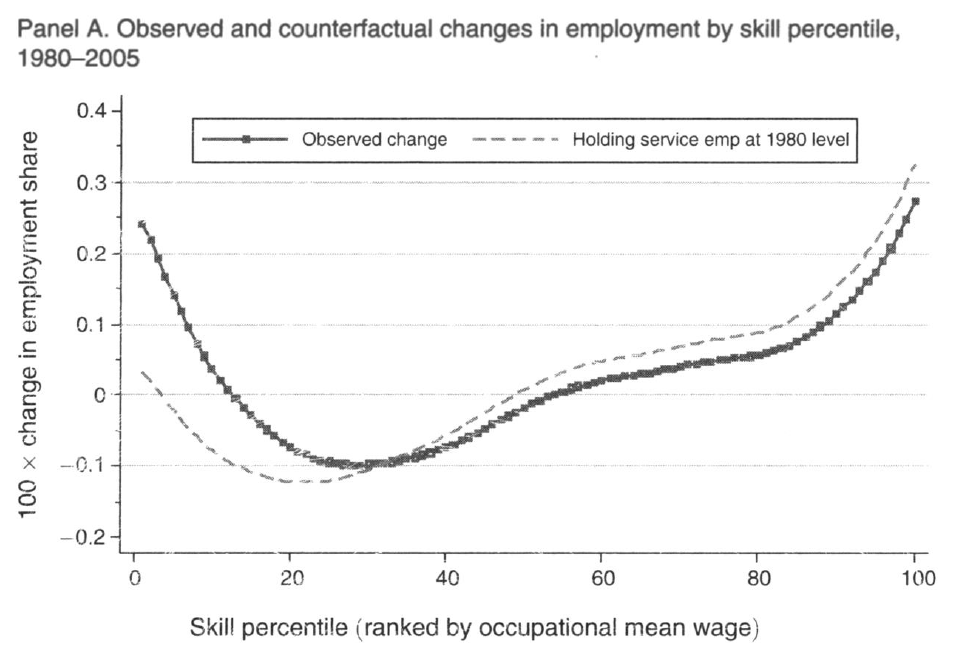 Panel A. Observed and counterfactual changes in employment by skill percentile,
1980–2005
100 × change in employment share
0.4
0.3
0.2
0.1
0
−0.1
−0.2
Observed change
Holding service emp at 1980 level
0
20
40
60
80
100
Skill percentile (ranked by occupational mean wage)